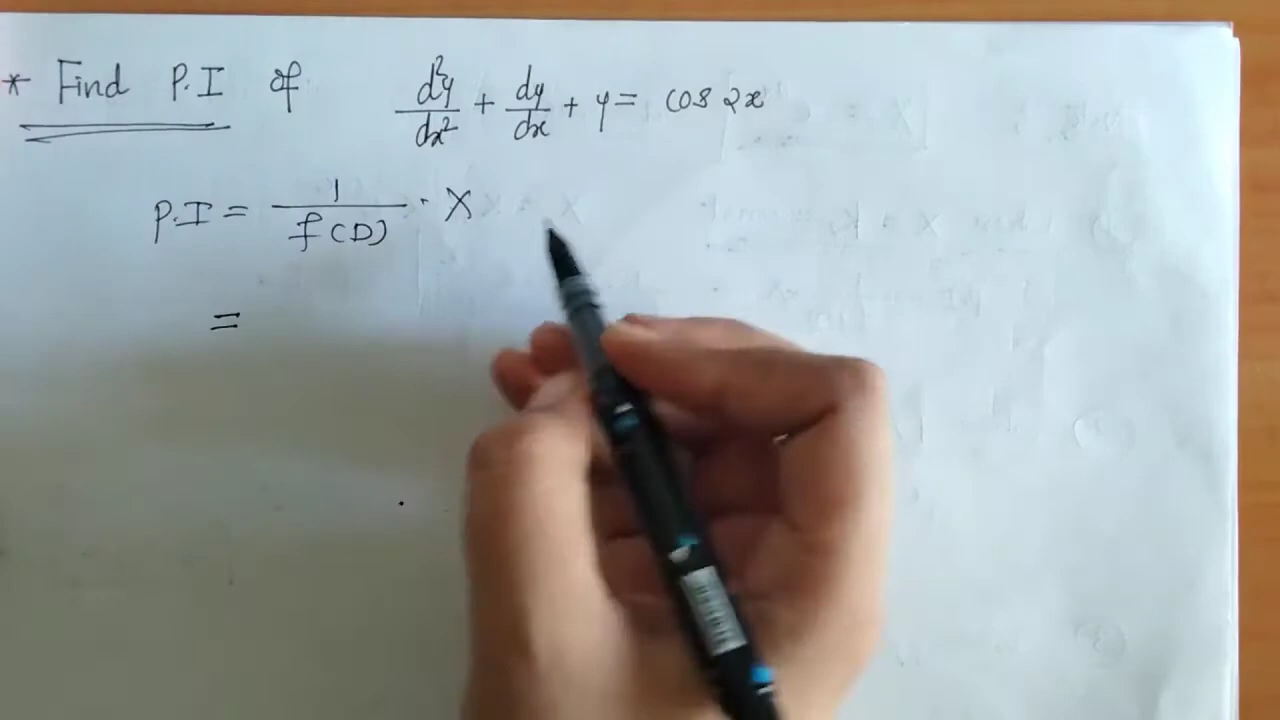 * Find P.I of d²y/dx² + dy/dx + y = cos 2x
P.I = 1/f(D) · X
=